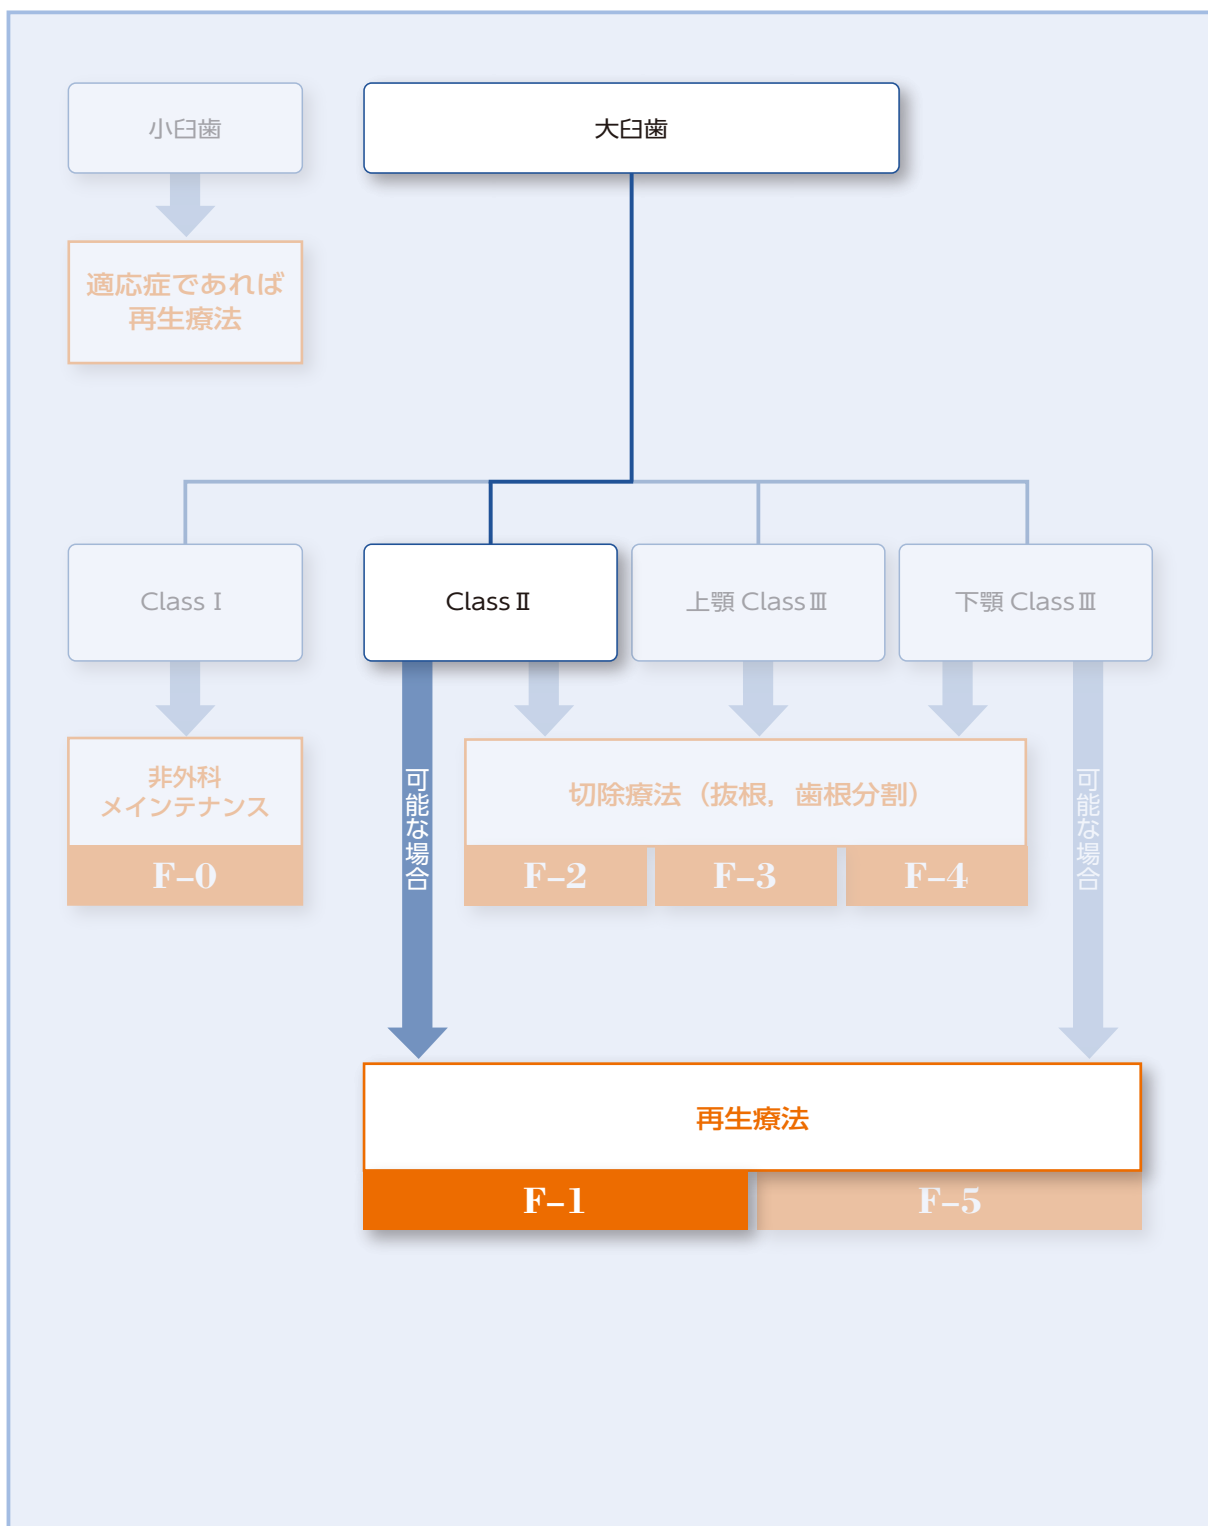 小臼歯
大臼歯
適応症であれば
再生療法
Class Ⅰ
Class Ⅱ
上顎 Class Ⅲ
下顎 Class Ⅲ
非外科
メインテナンス
F–0
可能な場合
切除療法（抜根，歯根分割）
F–2
F–3
F–4
可能な場合
再生療法
F–1
F–5